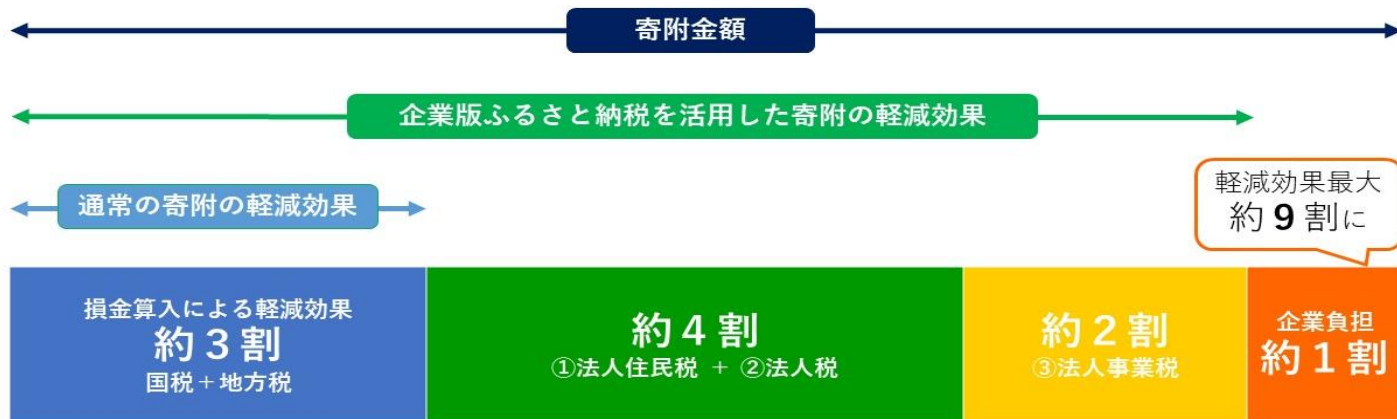 寄附金額
企業版ふるさと納税を活用した寄附の軽減効果
通常の寄附の軽減効果
軽減効果最大
約9割に
損金算入による軽減効果
約3割
国税+地方税
約4割
①法人住民税 + ②法人税
約2割
③法人事業税
企業負担
約1割